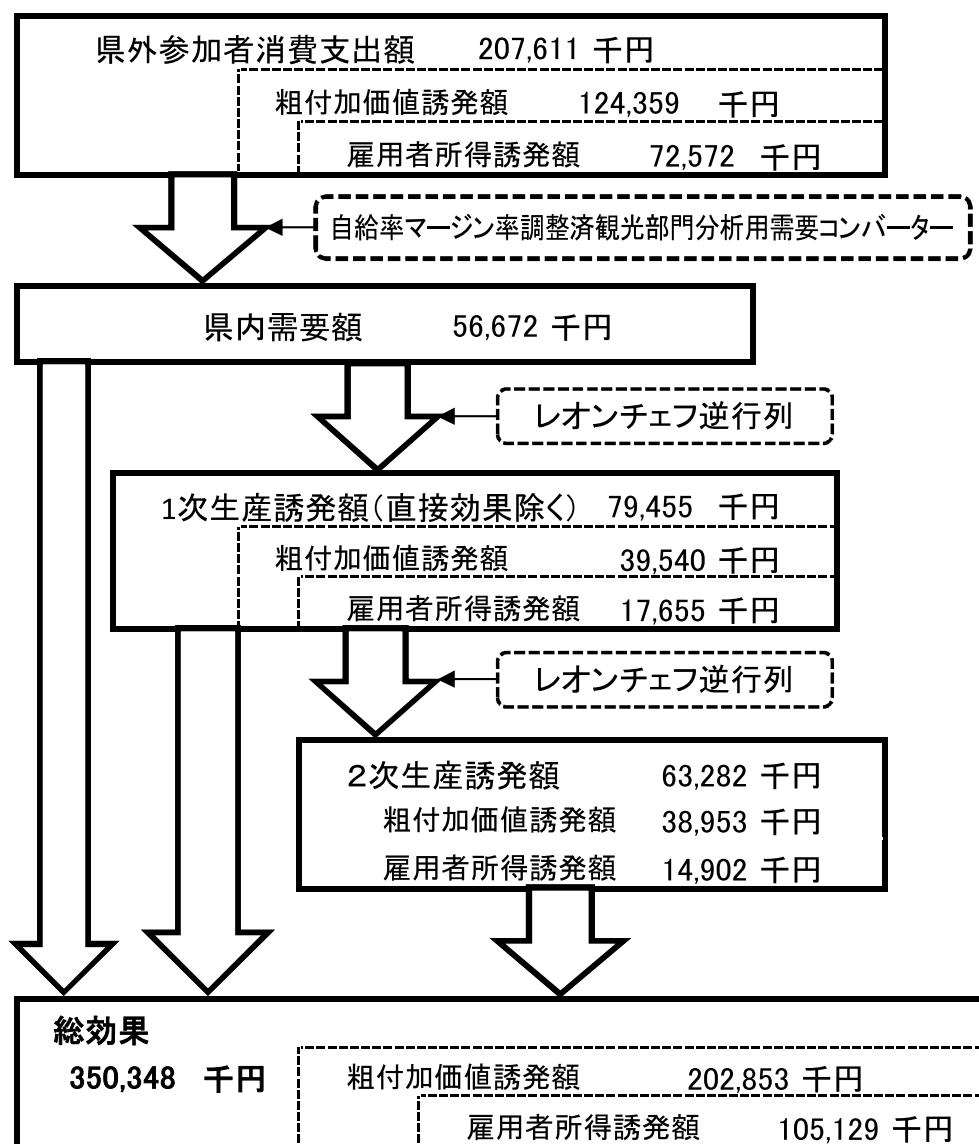 県外参加者消費支出額 207,611 千円
粗付加価値誘発額 124,359 千円
雇用者所得誘発額 72,572 千円
自給率マージン率調整済観光部門分析用需要コンバーター
県内需要額 56,672 千円
レオンチェフ逆行列
1次生産誘発額(直接効果除く) 79,455 千円
粗付加価値誘発額 39,540 千円
雇用者所得誘発額 17,655 千円
レオンチェフ逆行列
2次生産誘発額 63,282 千円
粗付加価値誘発額 38,953 千円
雇用者所得誘発額 14,902 千円
総効果
350,348 千円 粗付加価値誘発額 202,853 千円
雇用者所得誘発額 105,129 千円